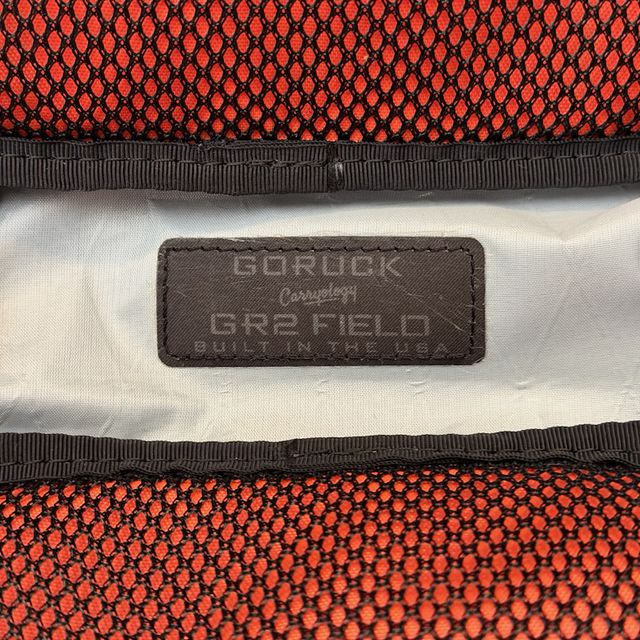 GORUCK
Carryology
GR2 FIELD
BUILT IN THE USA